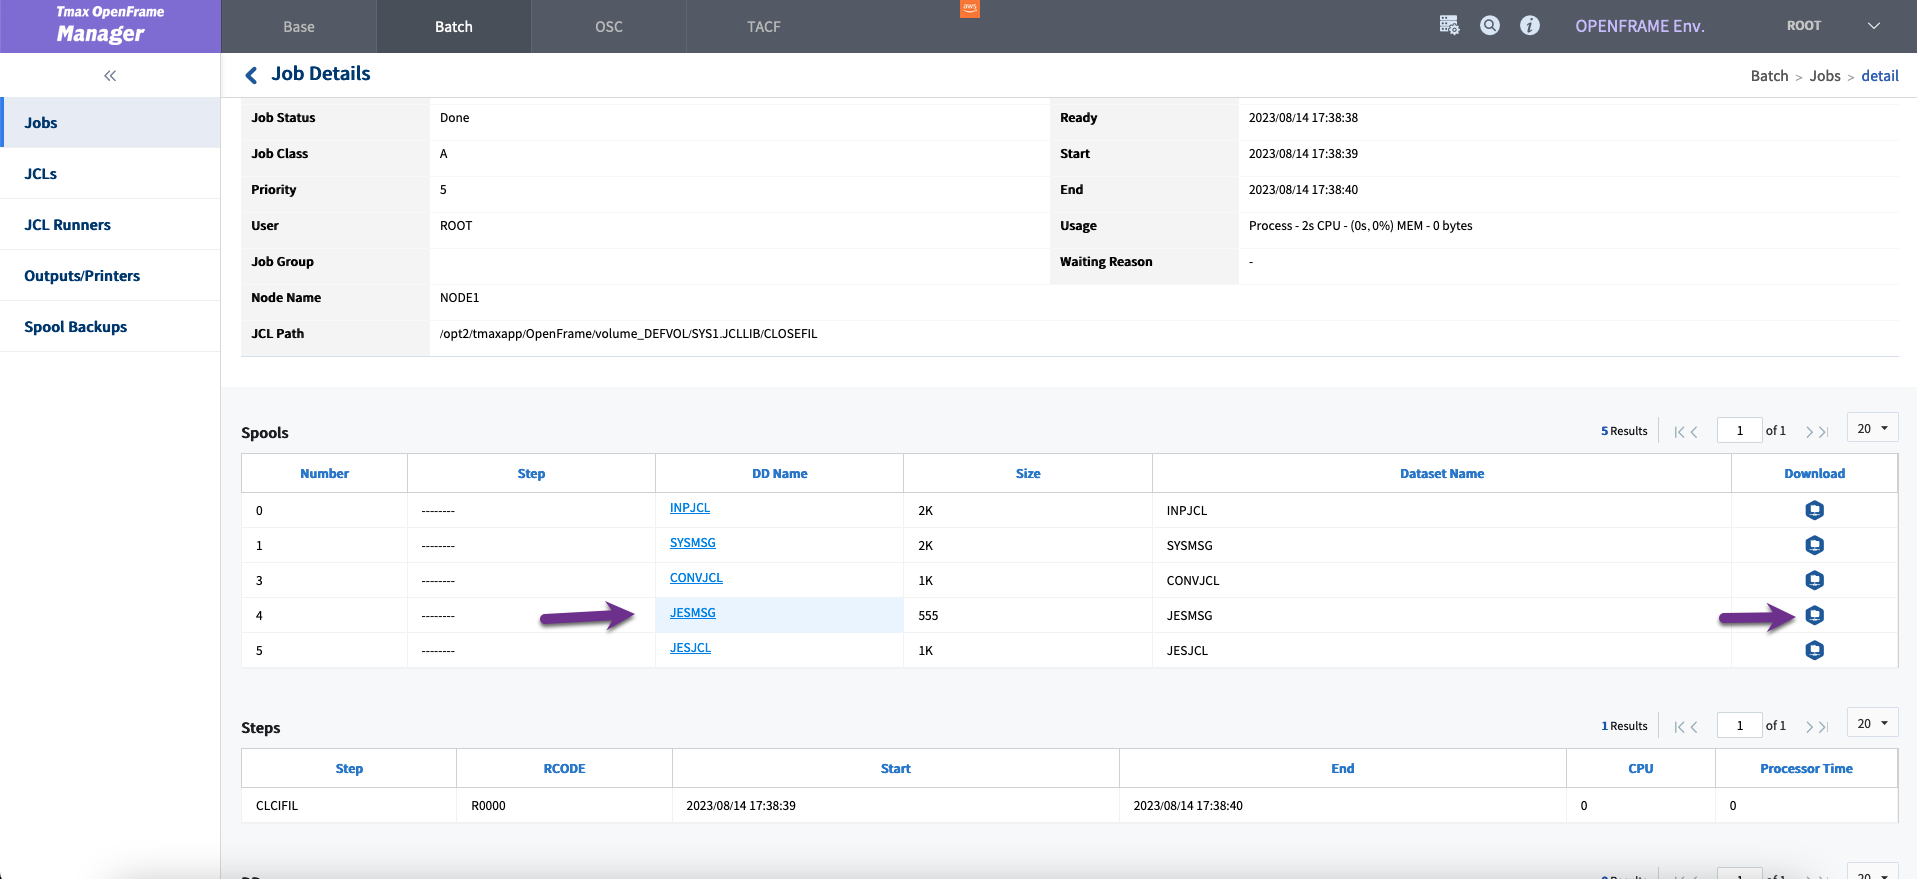 Tmax OpenFrame
Manager
Base
Batch
OSC
TACF
aws
OPENFRAME Env.
ROOT
Job Details
Batch > Jobs > detail
Jobs
JCLs
JCL Runners
Outputs/Printers
Spool Backups
Job Status Done Ready 2023/08/14 17:38:38
Job Class A Start 2023/08/14 17:38:39
Priority 5 End 2023/08/14 17:38:40
User ROOT Usage Process - 2s CPU - (0s, 0%) MEM - 0 bytes
Job Group Waiting Reason -
Node Name NODE1
JCL Path /opt2/tmaxapp/OpenFrame/volume_DEFVOL/SYS1.JCLLIB/CLOSEFIL
Spools 5 Results 1 of 1 20
Number Step DD Name Size Dataset Name Download
0 -------- INPJCL 2K INPJCL
1 -------- SYSMSG 2K SYSMSG
3 -------- CONVJCL 1K CONVJCL
4 -------- JESMSG 555 JESMSG
5 -------- JESJCL 1K JESJCL
Steps 1 Results 1 of 1 20
Step RCODE Start End CPU Processor Time
CLCIFIL R0000 2023/08/14 17:38:39 2023/08/14 17:38:40 0 0